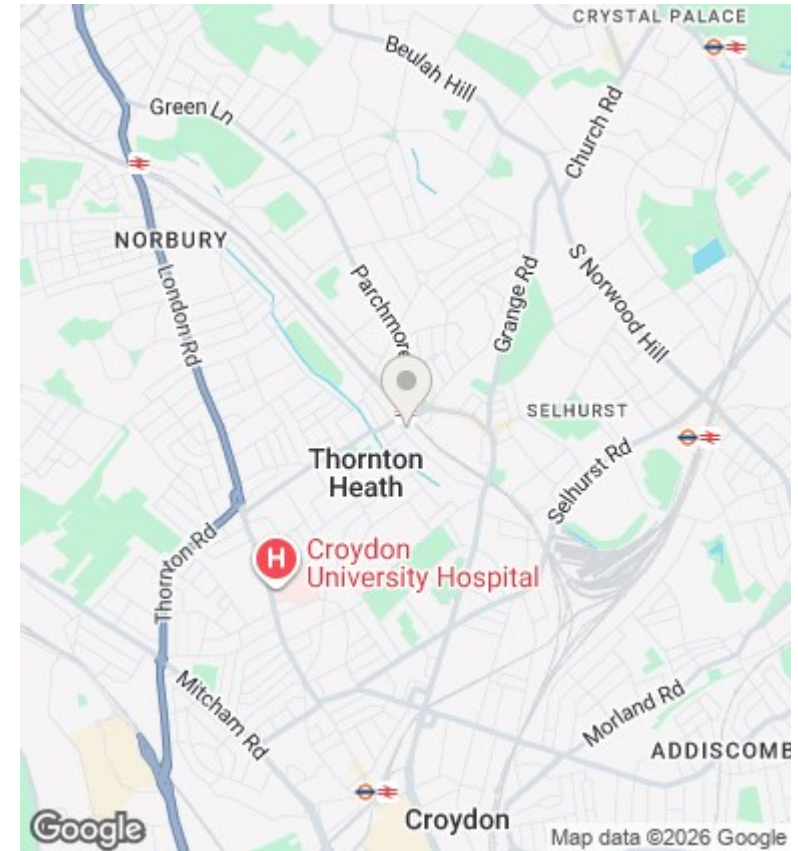 CRYSTAL PALACE
Beulah Hill
Green Ln
Church Rd
NORBURY
London Rd
Parchmore
Grange Rd
S Norwood Hill
SELHURST
Thornton
Heath
Selhurst Rd
Thornton Rd
H
Croydon
University Hospital
Mitcham Rd
Morland Rd
ADDISCOMB
Croydon
Google
Map data ©2026 Google